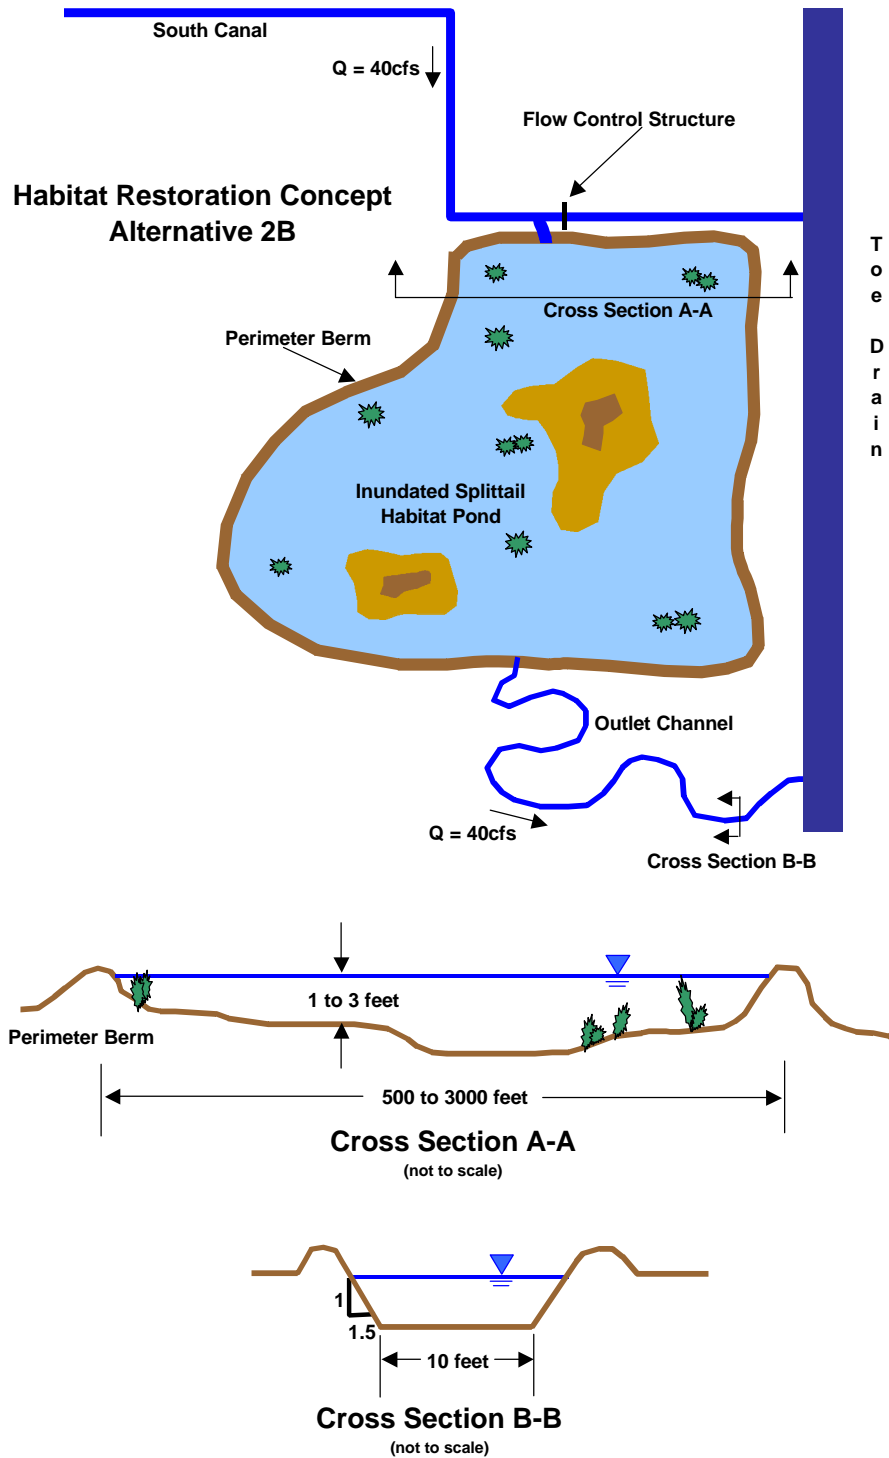 South Canal
Q = 40cfs
Flow Control Structure
Habitat Restoration Concept
Alternative 2B
Toe Drain
Cross Section A-A
Perimeter Berm
Inundated Splittail
Habitat Pond
Outlet Channel
Q = 40cfs
Cross Section B-B
1 to 3 feet
Perimeter Berm
500 to 3000 feet
Cross Section A-A
(not to scale)
1
1.5
10 feet
Cross Section B-B
(not to scale)